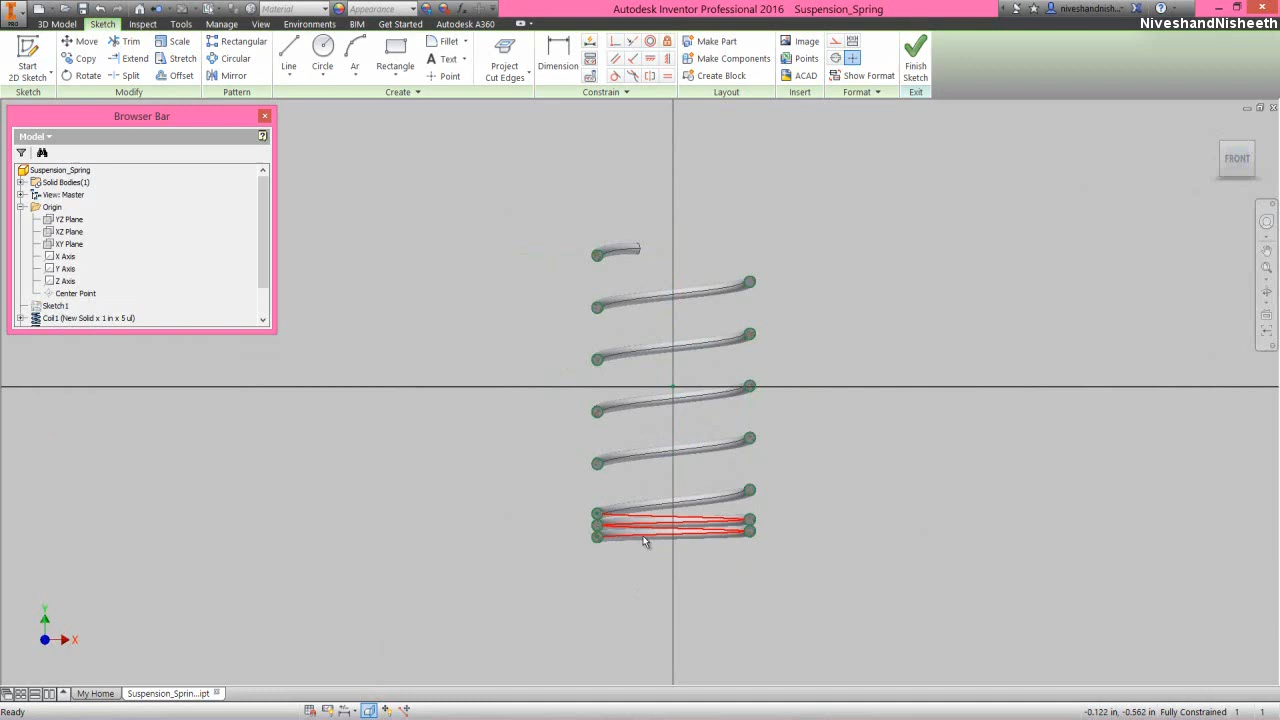 Material
Appearance
Autodesk Inventor Professional 2016 Suspension_Spring
niveshandnish...
NiveshandNisheeth
PRO
3D Model Sketch Inspect Tools Manage View Environments BIM Get Started Autodesk A360
Start
2D Sketch
Move Trim Scale
Extend Stretch
Rotate Split Offset
Rectangular
Circular
Mirror
Line Circle Rectangle
Fillet
Text
Point
Project
Cut Edges
Dimension
Make Part
Make Components
Create Block
Image
Points
ACAD
Show Format
Finish
Sketch
Sketch Modify Pattern Create Constrain Layout Insert Format Exit
Browser Bar
Model
Suspension_Spring
Solid Bodies(1)
View: Master
Origin
YZ Plane
XZ Plane
XY Plane
X Axis
Y Axis
Z Axis
Center Point
Sketch1
Coil1 (New Solid x 1 in x 5 ul)
FRONT
Y
X
My Home Suspension_Sprin...ipt
Ready -0.122 in, -0.562 in Fully Constrained 1 1